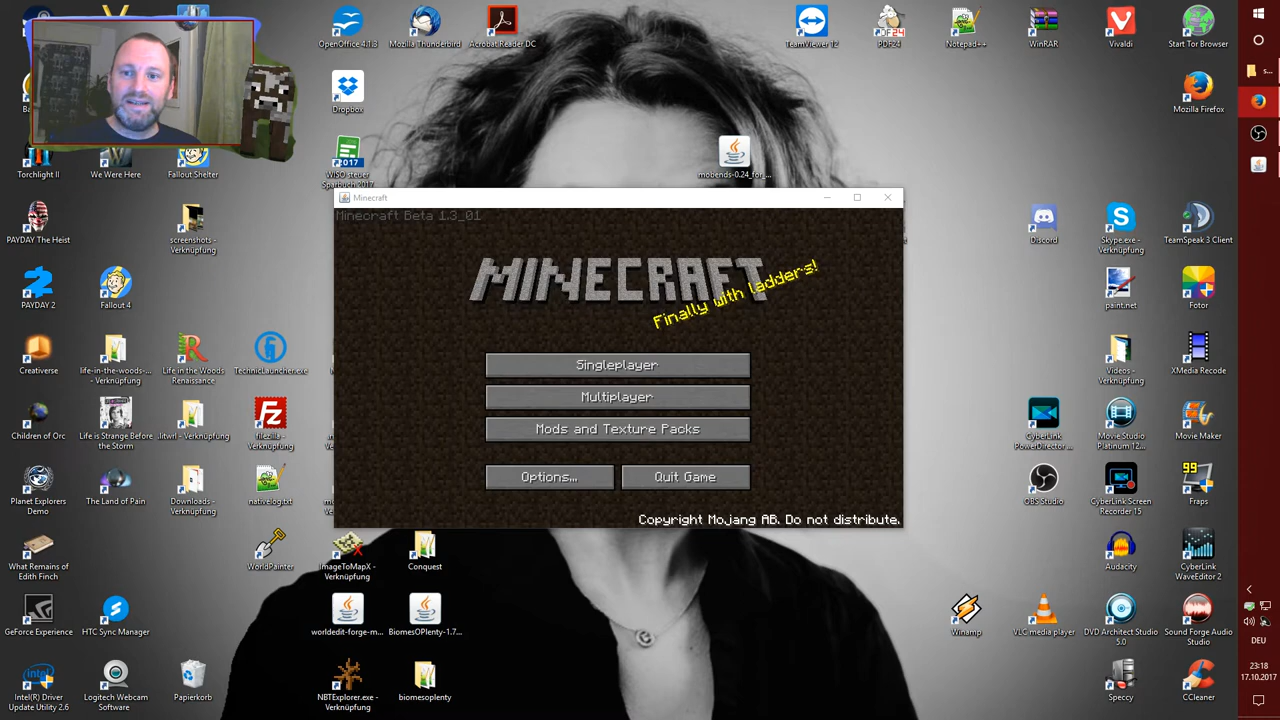 OpenOffice 4.1.3
Mozilla Thunderbird
Acrobat Reader DC
TeamViewer 12
PDF24
Notepad++
WinRAR
Vivaldi
Start Tor Browser
Dropbox
Mozilla Firefox
Torchlight II
We Were Here
Fallout Shelter
WISO steuer
Sparbuch 2017
mobends-0.24_for_...
Minecraft
Minecraft Beta 1.3_01
MINECRAFT
Finally with ladders!
Singleplayer
Multiplayer
Mods and Texture Packs
Options...
Quit Game
Copyright Mojang AB. Do not distribute.
PAYDAY The Heist
screenshots -
Verknüpfung
Discord
Skype.exe -
Verknüpfung
TeamSpeak 3 Client
PAYDAY 2
Fallout 4
paint.net
Fotor
Creativerse
life-in-the-woods-...
- Verknüpfung
Life in the Woods
Renaissance
TechnicLauncher.exe
Videos -
Verknüpfung
XMedia Recode
Children of Orc
Life is Strange Before
the Storm
.litwrl - Verknüpfung
filezilla -
Verknüpfung
CyberLink
PowerDirector ...
Movie Studio
Platinum 12...
Movie Maker
Planet Explorers
Demo
The Land of Pain
Downloads -
Verknüpfung
nativelog.txt
OBS Studio
CyberLink Screen
Recorder 15
99
Fraps
What Remains of
Edith Finch
WorldPainter
ImageToMapX -
Verknüpfung
Conquest
Audacity
CyberLink
WaveEditor 2
GeForce Experience
HTC Sync Manager
worldedit-forge-m...
BiomesOPlenty-1.7...
Winamp
VLC media player
DVD Architect Studio
5.0
Sound Forge Audio
Studio
Intel(R) Driver
Update Utility 2.6
Logitech Webcam
Software
Papierkorb
NBTExplorer.exe -
Verknüpfung
biomesoplenty
Speccy
CCleaner
DEU
23:18
17.10.2017